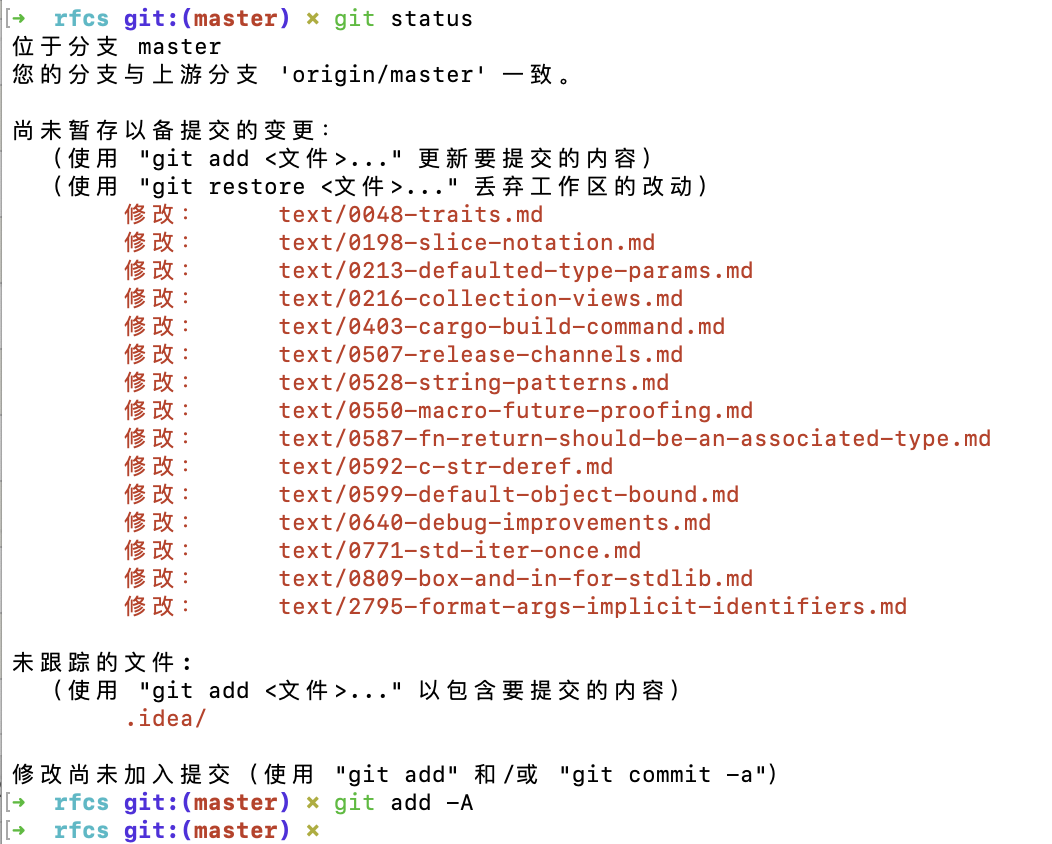 [➜  rfcs git:(master) ✗ git status
位于分支 master
您的分支与上游分支 'origin/master' 一致。
尚未暂存以备提交的变更：
  （使用 "git add <文件>..." 更新要提交的内容）
  （使用 "git restore <文件>..." 丢弃工作区的改动）
        修改：     text/0048-traits.md
        修改：     text/0198-slice-notation.md
        修改：     text/0213-defaulted-type-params.md
        修改：     text/0216-collection-views.md
        修改：     text/0403-cargo-build-command.md
        修改：     text/0507-release-channels.md
        修改：     text/0528-string-patterns.md
        修改：     text/0550-macro-future-proofing.md
        修改：     text/0587-fn-return-should-be-an-associated-type.md
        修改：     text/0592-c-str-deref.md
        修改：     text/0599-default-object-bound.md
        修改：     text/0640-debug-improvements.md
        修改：     text/0771-std-iter-once.md
        修改：     text/0809-box-and-in-for-stdlib.md
        修改：     text/2795-format-args-implicit-identifiers.md
未跟踪的文件:
  （使用 "git add <文件>..." 以包含要提交的内容）
        .idea/
修改尚未加入提交（使用 "git add" 和/或 "git commit -a"）
[➜  rfcs git:(master) ✗ git add -A
[➜  rfcs git:(master) ✗